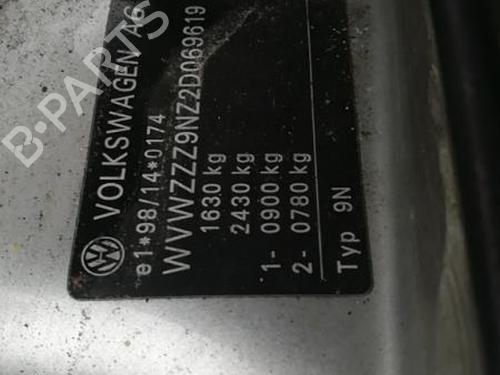 VOLKSWAGEN AG
e1*98/14*0174
WVWZZZ9NZ2D069619
1630 kg
2430 kg
1- 0900 kg
2- 0780 kg
Typ 9N
B-PARTS